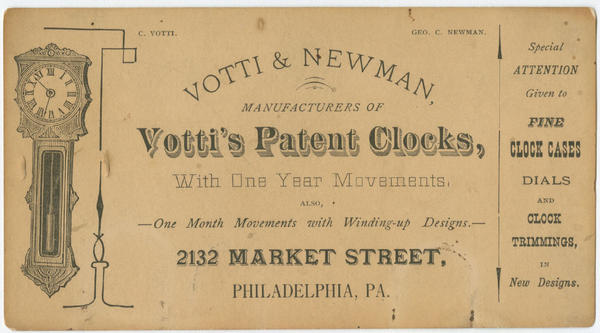 C. VOTTI.
GEO. C. NEWMAN.
VOTTI & NEWMAN,
MANUFACTURERS OF
Votti's Patent Clocks,
With One Year Movements,
ALSO,
—One Month Movements with Winding-up Designs.—
2132 MARKET STREET,
PHILADELPHIA, PA.
Special
ATTENTION
Given to
FINE
CLOCK CASES
DIALS
AND
CLOCK
TRIMMINGS,
IN
New Designs.